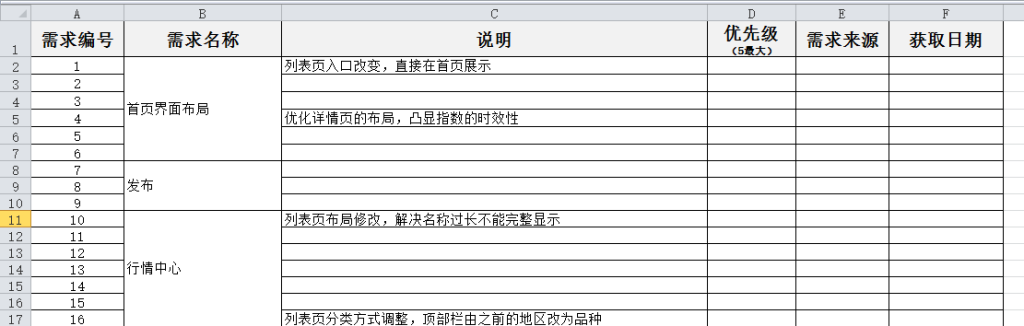 A B C D E F
1 需求编号 需求名称 说明 优先级 (5最大) 需求来源 获取日期
2 1 列表页入口改变，直接在首页展示
3 2
4 3 首页界面布局
5 4 优化详情页的布局，凸显指数的时效性
6 5
7 6
8 7
9 8 发布
10 9
11 10 列表页布局修改，解决名称过长不能完整显示
12 11
13 12
14 13 行情中心
15 14
16 15
17 16 列表页分类方式调整，顶部栏由之前的地区改为品种